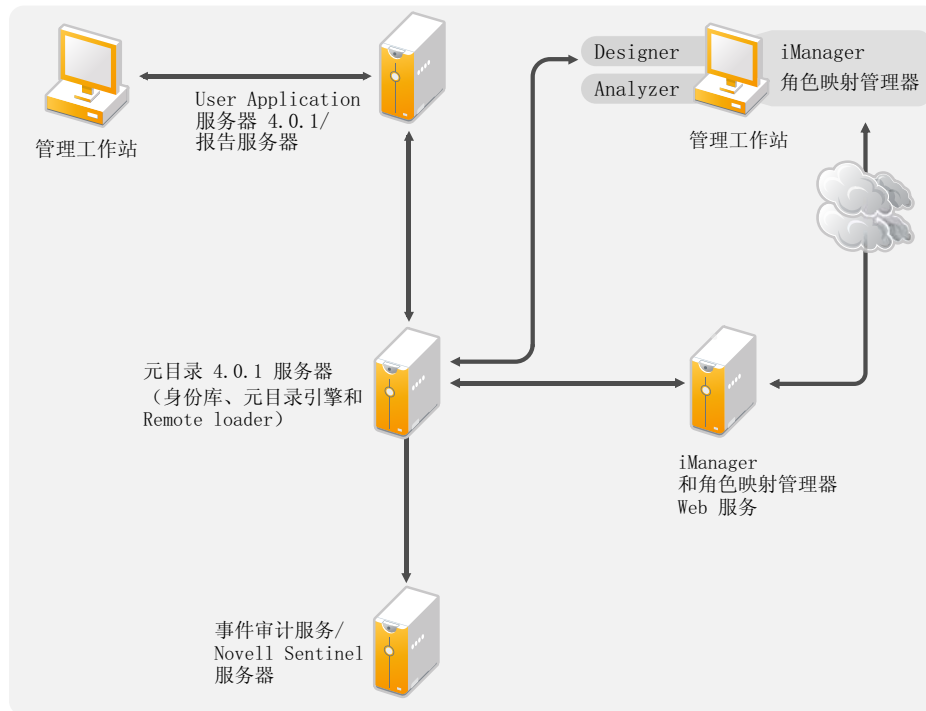 管理工作站
User Application
服务器 4.0.1/
报告服务器
Designer
Analyzer
iManager
角色映射管理器
管理工作站
元目录 4.0.1 服务器
（身份库、元目录引擎和
Remote loader）
iManager
和角色映射管理器
Web 服务
事件审计服务/
Novell Sentinel
服务器